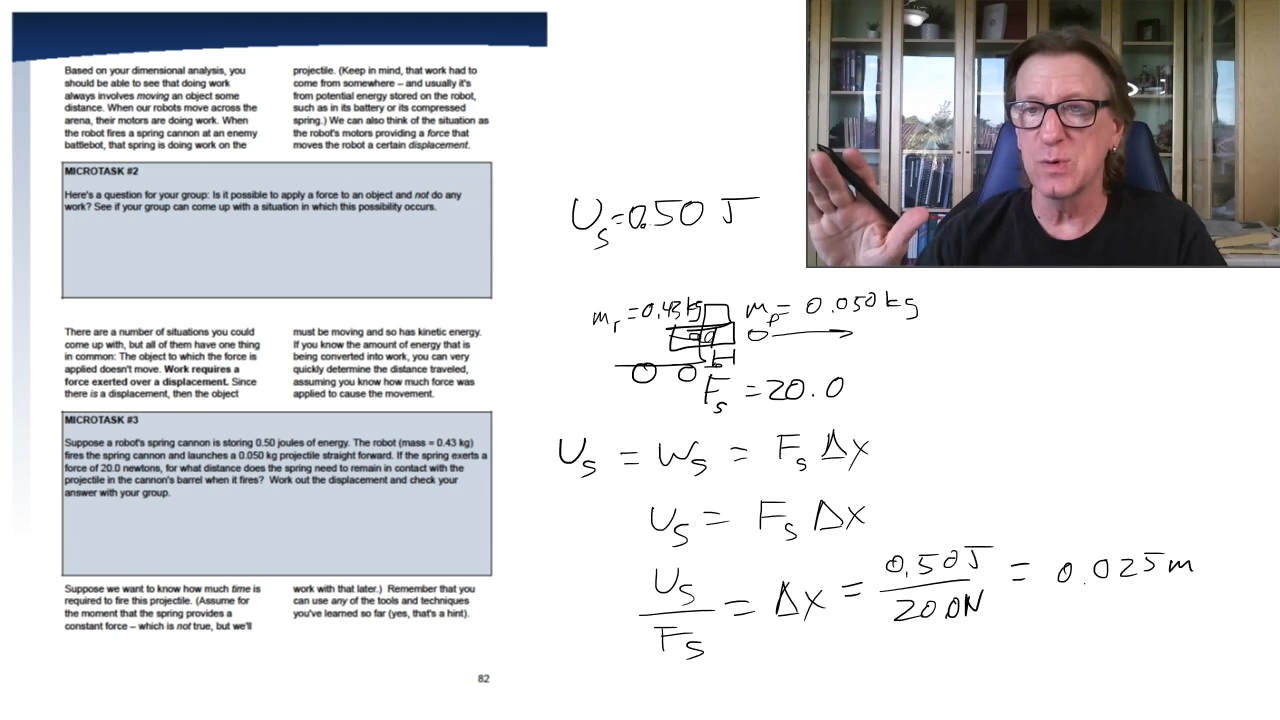 Based on your dimensional analysis, you
should be able to see that doing work
always involves moving an object some
distance. When our robots move across the
arena, their motors are doing work. When
the robot fires a spring cannon at an enemy
battlebot, that spring is doing work on the
projectile. (Keep in mind, that work had to
come from somewhere – and usually it's
from potential energy stored on the robot,
such as in its battery or its compressed
spring.) We can also think of the situation as
the robot's motors providing a force that
moves the robot a certain displacement.
MICROTASK #2
Here's a question for your group: Is it possible to apply a force to an object and not do any
work? See if your group can come up with a situation in which this possibility occurs.
There are a number of situations you could
come up with, but all of them have one thing
in common: The object to which the force is
applied doesn't move. Work requires a
force exerted over a displacement. Since
there is a displacement, then the object
must be moving and so has kinetic energy.
If you know the amount of energy that is
being converted into work, you can very
quickly determine the distance traveled,
assuming you know how much force was
applied to cause the movement.
MICROTASK #3
Suppose a robot's spring cannon is storing 0.50 joules of energy. The robot (mass = 0.43 kg)
fires the spring cannon and launches a 0.050 kg projectile straight forward. If the spring exerts a
force of 20.0 newtons, for what distance does the spring need to remain in contact with the
projectile in the cannon's barrel when it fires? Work out the displacement and check your
answer with your group.
Suppose we want to know how much time is
required to fire this projectile. (Assume for
the moment that the spring provides a
constant force – which is not true, but we'll
work with that later.) Remember that you
can use any of the tools and techniques
you've learned so far (yes, that's a hint).
82
Us = 0.50 J
mr = 0.43 kg
mp = 0.050 kg
Fs = 20.0
Us = Ws = Fs Δx
Us = Fs Δx
Us / Fs = Δx = 0.50 J / 20.0 N = 0.025 m